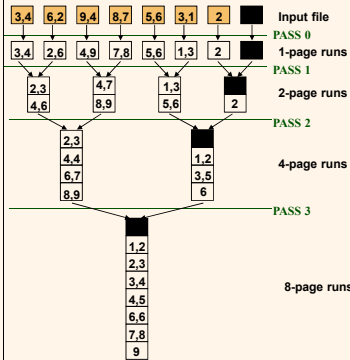 3,4 6,2 9,4 8,7 5,6 3,1 2 Input file
PASS 0
3,4 2,6 4,9 7,8 5,6 1,3 2 1-page runs
PASS 1
2,3 4,7 1,3 2-page runs
4,6 8,9 5,6 2
PASS 2
2,3
4,4 1,2 4-page runs
6,7 3,5
8,9 6
PASS 3
1,2
2,3
3,4 8-page runs
4,5
6,6
7,8
9